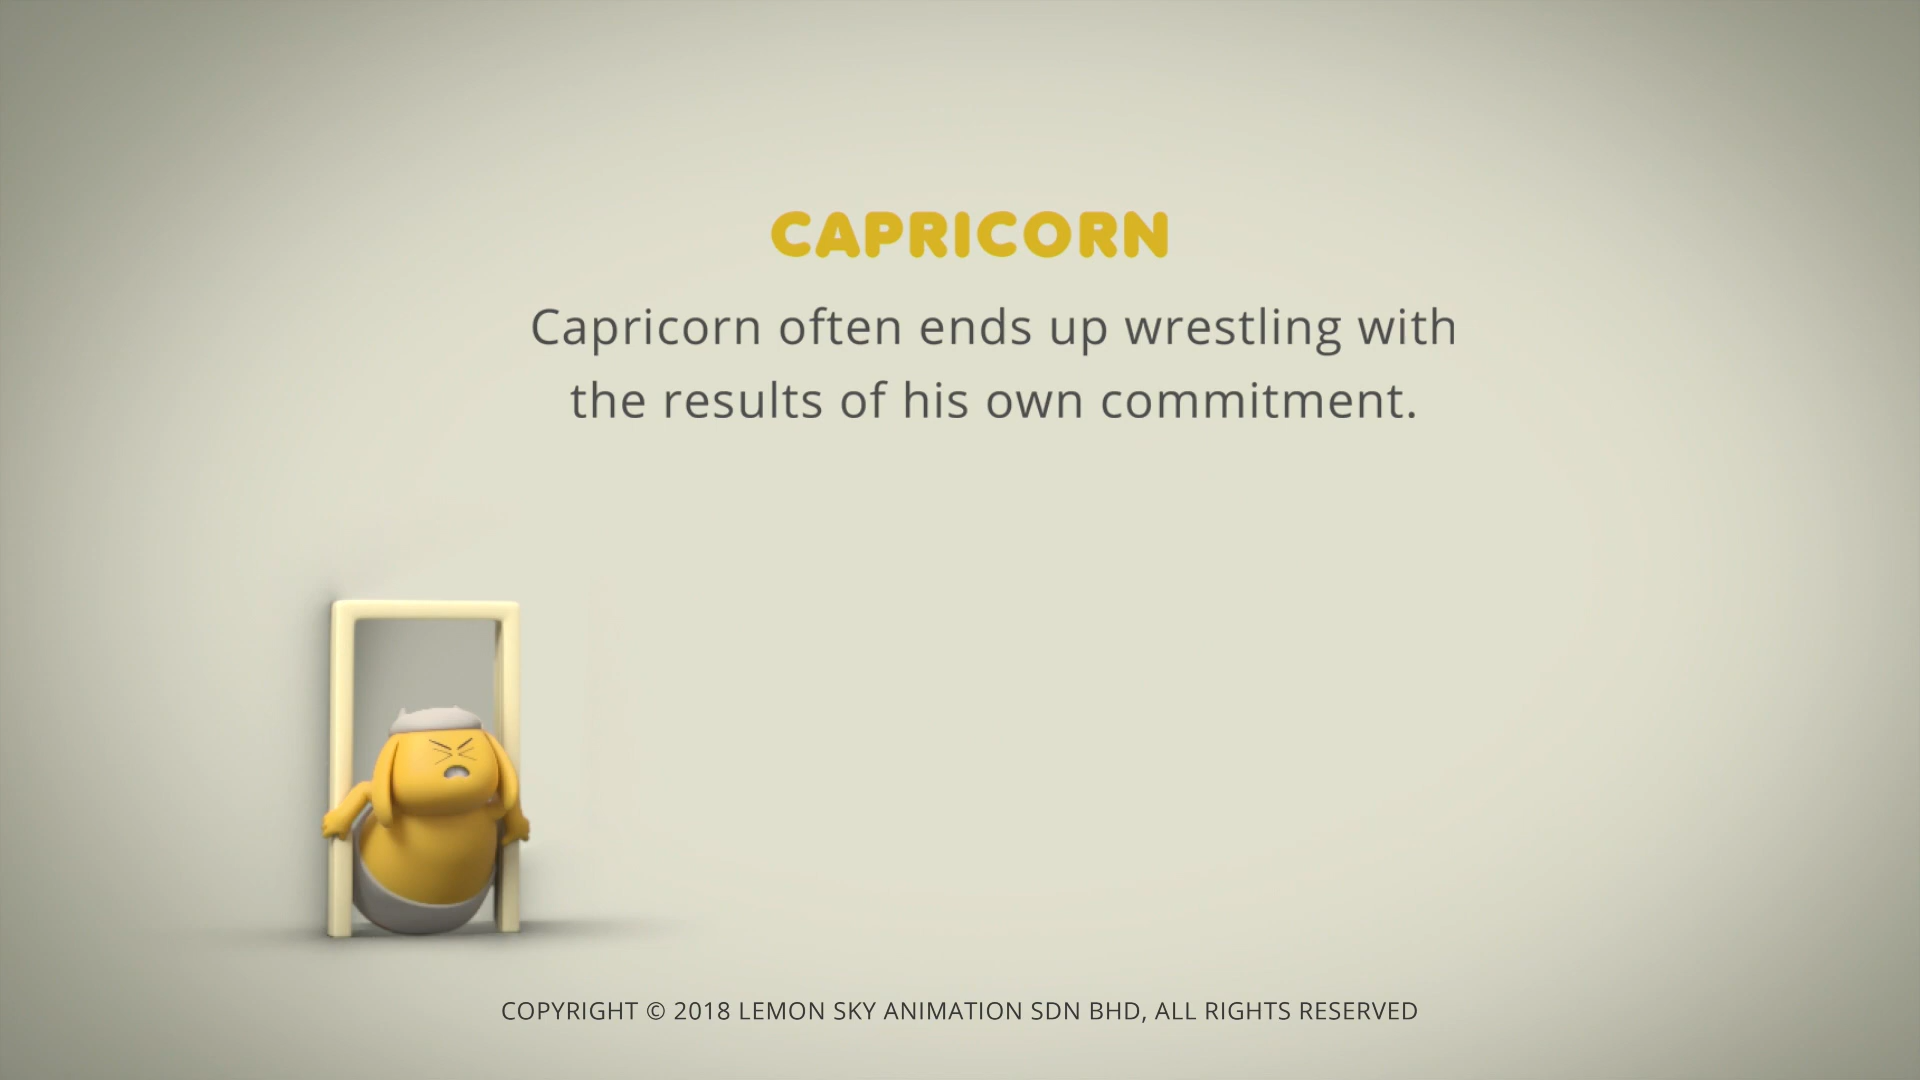 CAPRICORN
Capricorn often ends up wrestling with
the results of his own commitment.
COPYRIGHT © 2018 LEMON SKY ANIMATION SDN BHD, ALL RIGHTS RESERVED